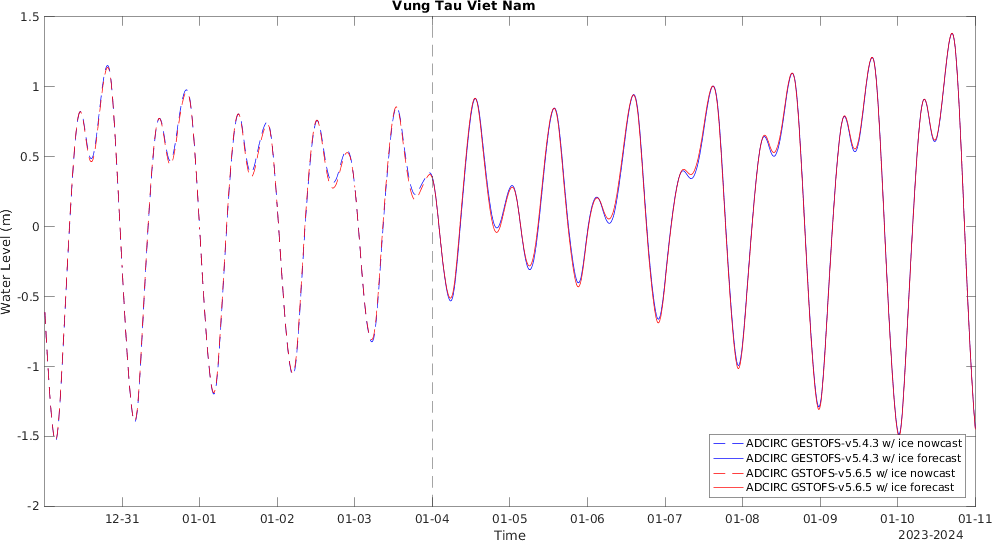 Vung Tau Viet Nam
1.5
1
0.5
0
-0.5
-1
-1.5
-2
Water Level (m)
ADCIRC GESTOFS-v5.4.3 w/ ice nowcast
ADCIRC GESTOFS-v5.4.3 w/ ice forecast
ADCIRC GSTOFS-v5.6.5 w/ ice nowcast
ADCIRC GSTOFS-v5.6.5 w/ ice forecast
12-31 01-01 01-02 01-03 01-04 01-05 01-06 01-07 01-08 01-09 01-10 01-11
Time
2023-2024